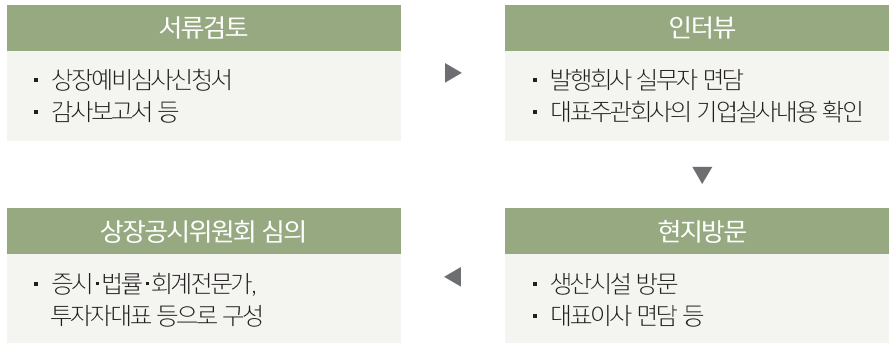 서류검토
· 상장예비심사신청서
· 감사보고서 등
인터뷰
· 발행회사 실무자 면담
· 대표주관회사의 기업실사내용 확인
현지방문
· 생산시설 방문
· 대표이사 면담 등
상장공시위원회 심의
· 증시·법률·회계전문가,
투자자대표 등으로 구성